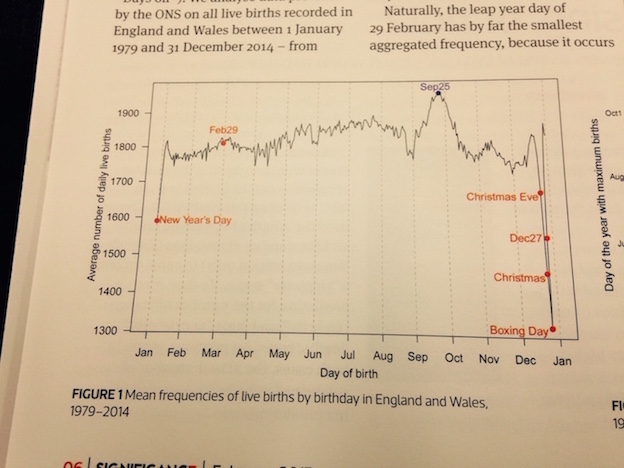 by the ONS on all live births recorded in
England and Wales between 1 January
1979 and 31 December 2014 – from
Naturally, the leap year day of
29 February has by far the smallest
aggregated frequency, because it occurs
Average number of daily live births
1900
1800
1700
1600
1500
1400
1300
Sep25
Feb29
New Year's Day
Christmas Eve
Dec27
Christmas
Boxing Day
Jan Feb Mar Apr May Jun Jul Aug Sep Oct Nov Dec Jan
Day of birth
FIGURE 1 Mean frequencies of live births by birthday in England and Wales,
1979–2014
Day of the year with maximum births
Oct1
Aug
Ju
FI
19